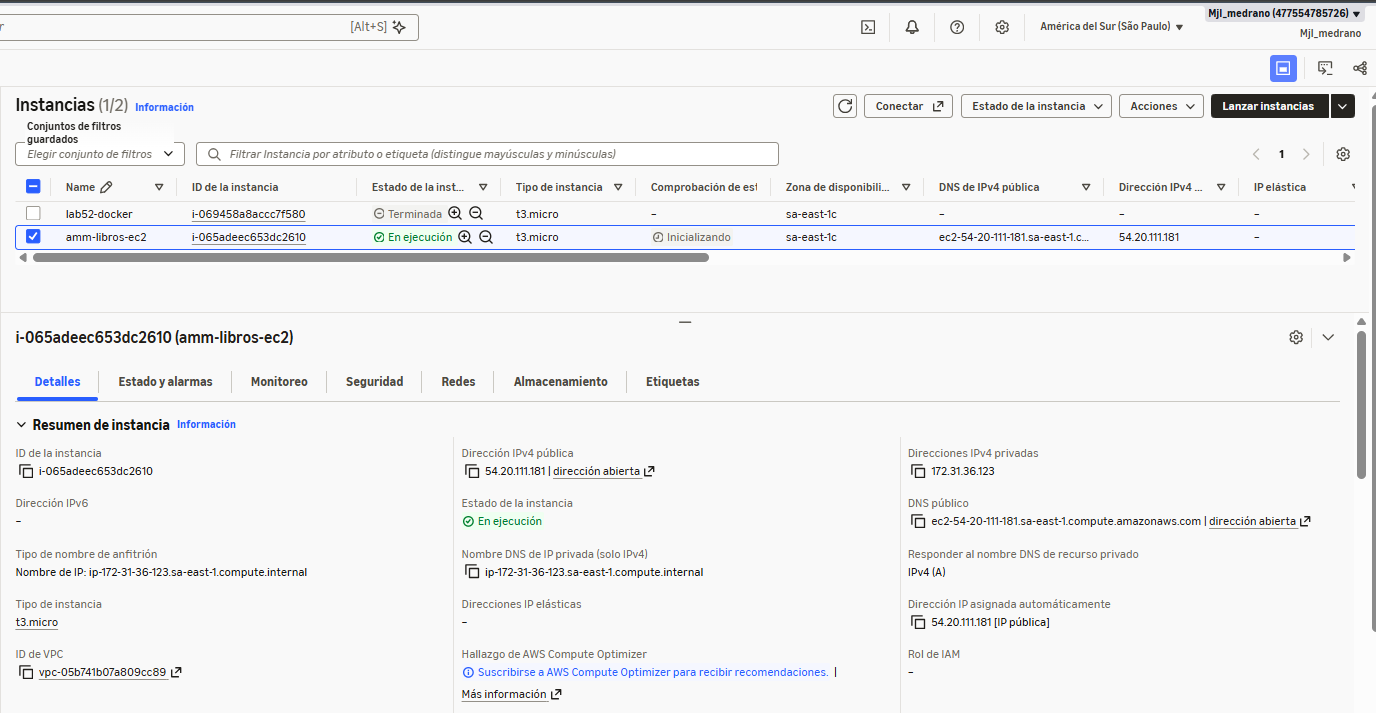 r [Alt+S] América del Sur (São Paulo) Mjl_medrano (477554785726)
Mjl_medrano
Instancias (1/2) Información Conectar Estado de la instancia Acciones Lanzar instancias
Conjuntos de filtros
guardados
Elegir conjunto de filtros Filtrar Instancia por atributo o etiqueta (distingue mayúsculas y minúsculas) 1
Name ID de la instancia Estado de la inst... Tipo de instancia Comprobación de est Zona de disponibili... DNS de IPv4 pública Dirección IPv4 ... IP elástica
lab52-docker i-069458a8accc7f580 Terminada t3.micro – sa-east-1c – – –
amm-libros-ec2 i-065adeec653dc2610 En ejecución t3.micro Inicializando sa-east-1c ec2-54-20-111-181.sa-east-1.c... 54.20.111.181 –
i-065adeec653dc2610 (amm-libros-ec2)
Detalles Estado y alarmas Monitoreo Seguridad Redes Almacenamiento Etiquetas
Resumen de instancia Información
ID de la instancia
i-065adeec653dc2610
Dirección IPv6
–
Tipo de nombre de anfitrión
Nombre de IP: ip-172-31-36-123.sa-east-1.compute.internal
Tipo de instancia
t3.micro
ID de VPC
vpc-05b741b07a809cc89
Dirección IPv4 pública
54.20.111.181 | dirección abierta
Estado de la instancia
En ejecución
Nombre DNS de IP privada (solo IPv4)
ip-172-31-36-123.sa-east-1.compute.internal
Direcciones IP elásticas
–
Hallazgo de AWS Compute Optimizer
Suscribirse a AWS Compute Optimizer para recibir recomendaciones. |
Más información
Direcciones IPv4 privadas
172.31.36.123
DNS público
ec2-54-20-111-181.sa-east-1.compute.amazonaws.com | dirección abierta
Responder al nombre DNS de recurso privado
IPv4 (A)
Dirección IP asignada automáticamente
54.20.111.181 [IP pública]
Rol de IAM
–